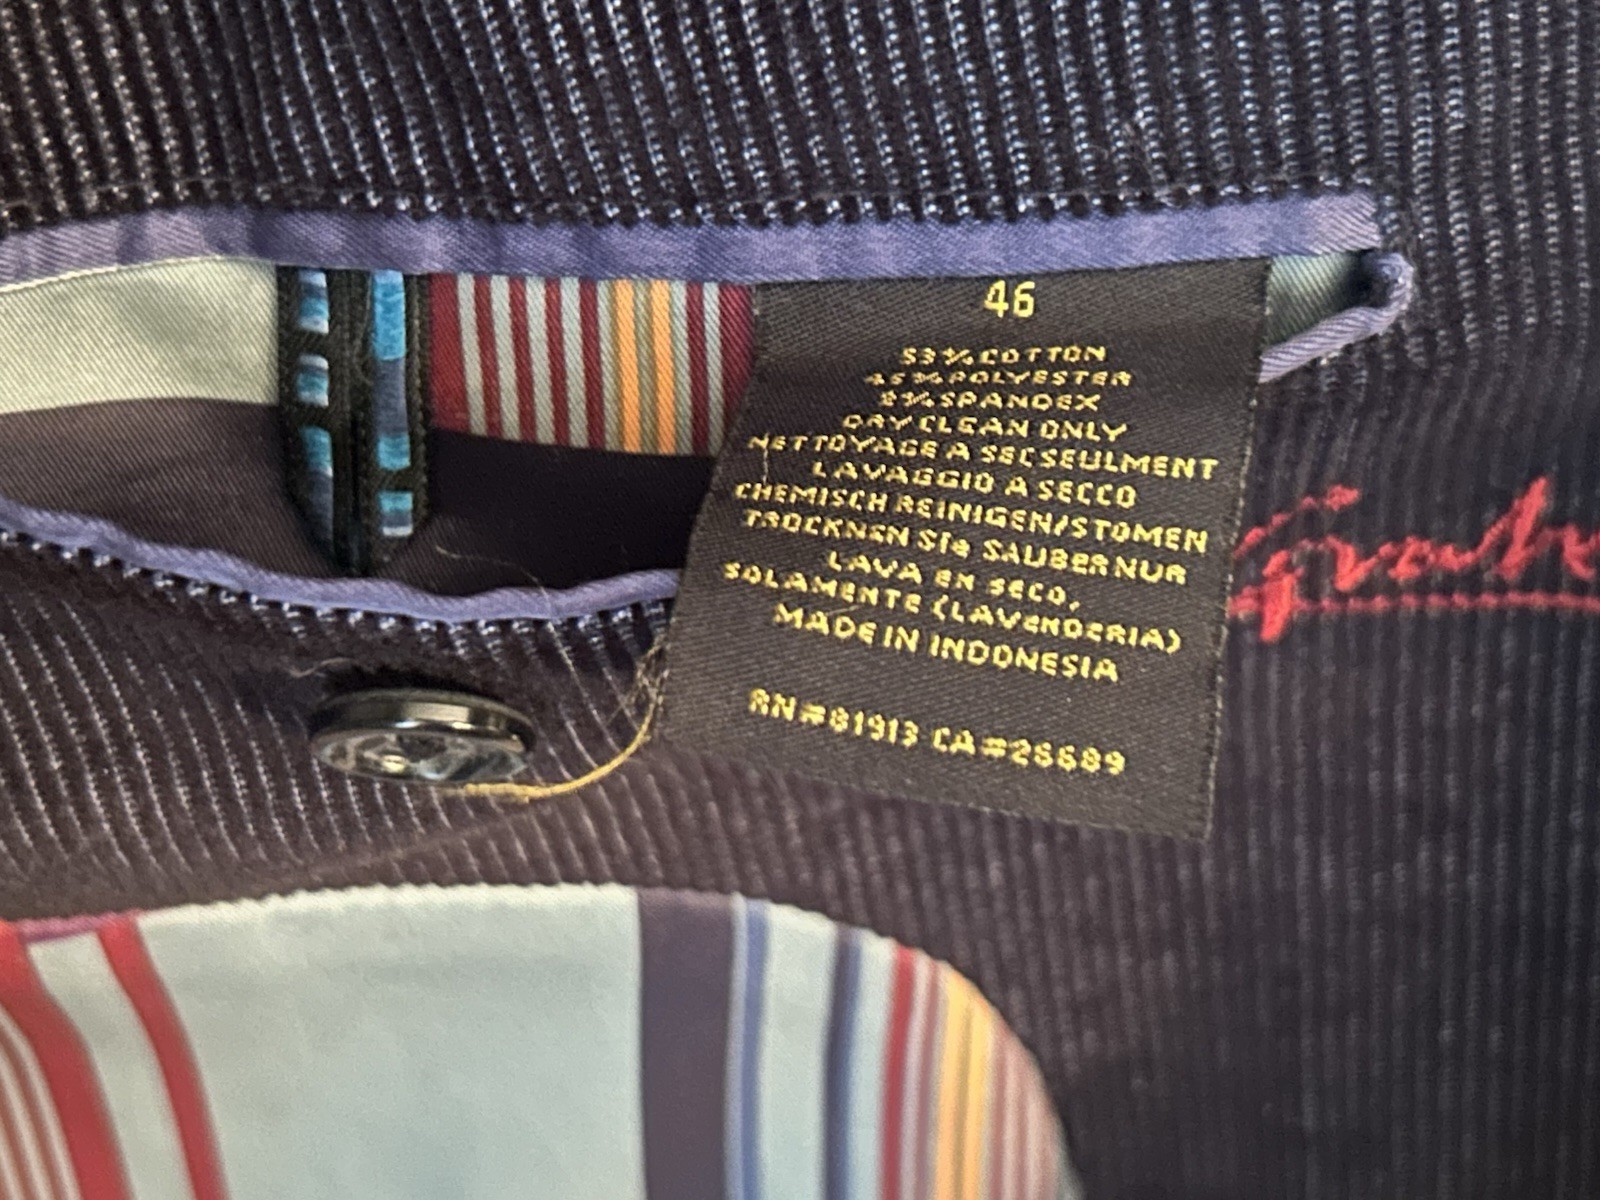 46
53% COTTON
45% POLYESTER
2% SPANDEX
DRY CLEAN ONLY
NETTOYAGE A SEC SEULMENT
LAVAGGIO A SECCO
CHEMISCH REINIGEN/STOMEN
TROCKNEN Sie SAUBER NUR
LAVA EN SECO,
SOLAMENTE (LAVENDERIA)
MADE IN INDONESIA
RN#81913 CA#26689